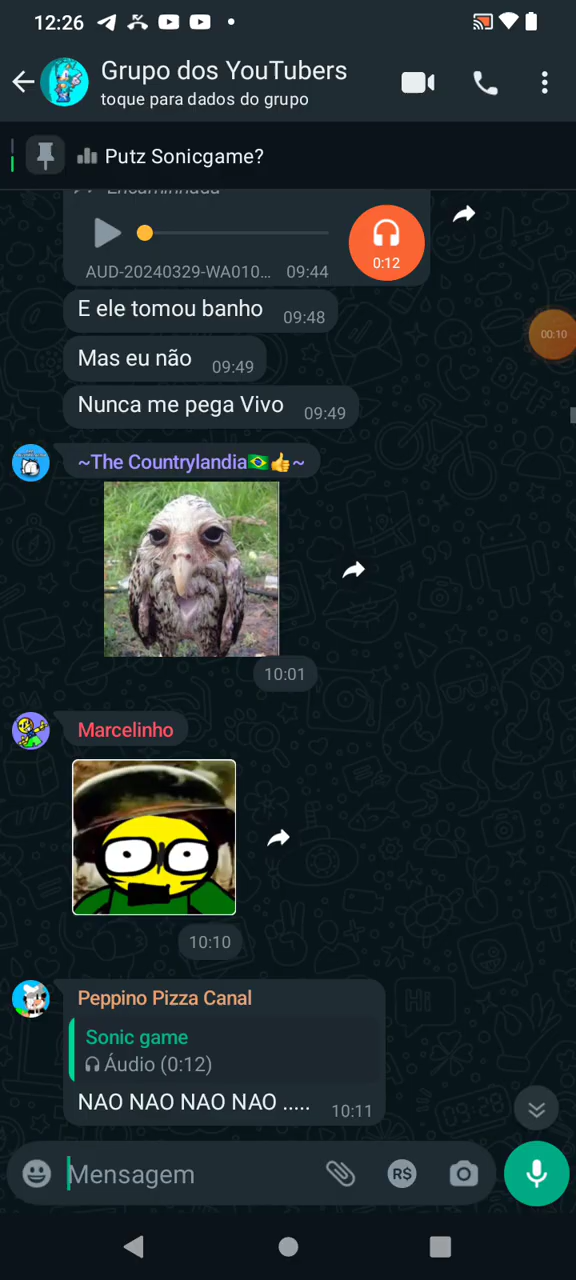 12:26
Grupo dos YouTubers
toque para dados do grupo
Putz Sonicgame?
Encaminhada
0:12
AUD-20240329-WA010... 09:44
E ele tomou banho 09:48
00:10
Mas eu não 09:49
Nunca me pega Vivo 09:49
~The Countrylandia🇧🇷👍~
10:01
Marcelinho
10:10
Peppino Pizza Canal
Sonic game
Áudio (0:12)
NAO NAO NAO NAO ..... 10:11
Mensagem
R$